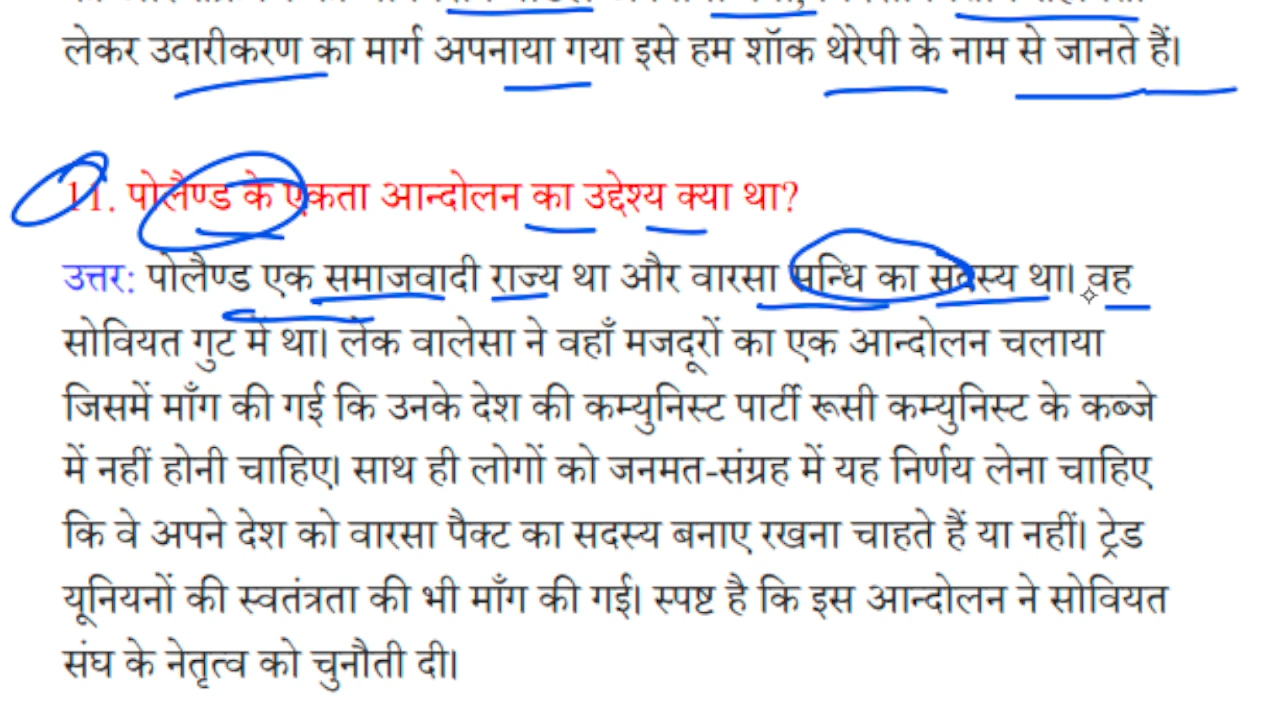 लेकर उदारीकरण का मार्ग अपनाया गया इसे हम शॉक थेरेपी के नाम से जानते हैं।
11. पोलैण्ड के एकता आन्दोलन का उद्देश्य क्या था?
उत्तर: पोलैण्ड एक समाजवादी राज्य था और वारसा सन्धि का सदस्य था। वह
सोवियत गुट में था। लेक वालेसा ने वहाँ मजदूरों का एक आन्दोलन चलाया
जिसमें माँग की गई कि उनके देश की कम्युनिस्ट पार्टी रूसी कम्युनिस्ट के कब्जे
में नहीं होनी चाहिए। साथ ही लोगों को जनमत-संग्रह में यह निर्णय लेना चाहिए
कि वे अपने देश को वारसा पैक्ट का सदस्य बनाए रखना चाहते हैं या नहीं। ट्रेड
यूनियनों की स्वतंत्रता की भी माँग की गई। स्पष्ट है कि इस आन्दोलन ने सोवियत
संघ के नेतृत्व को चुनौती दी।